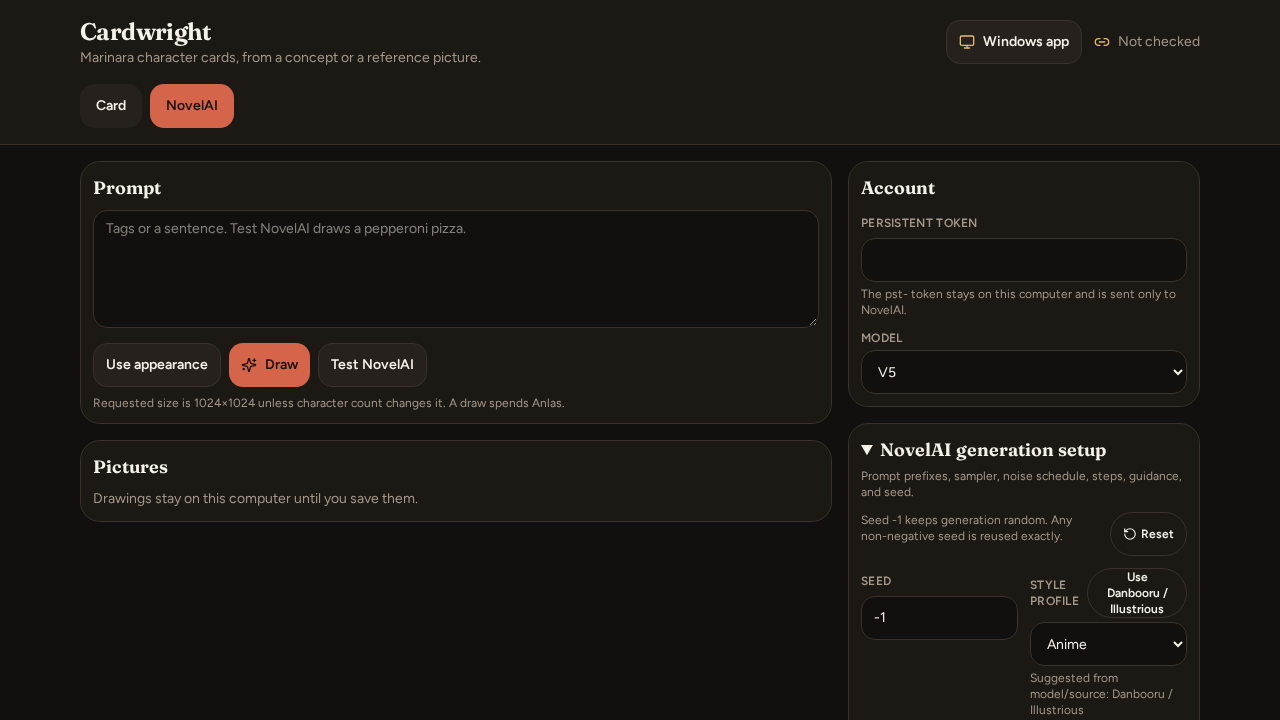 Cardwright
Marinara character cards, from a concept or a reference picture.
Windows app
Not checked
Card
NovelAI
Prompt
Tags or a sentence. Test NovelAI draws a pepperoni pizza.
Use appearance
Draw
Test NovelAI
Requested size is 1024×1024 unless character count changes it. A draw spends Anlas.
Pictures
Drawings stay on this computer until you save them.
Account
PERSISTENT TOKEN
The pst- token stays on this computer and is sent only to
NovelAI.
MODEL
V5
NovelAI generation setup
Prompt prefixes, sampler, noise schedule, steps, guidance,
and seed.
Seed -1 keeps generation random. Any
non-negative seed is reused exactly.
Reset
SEED
-1
STYLE
PROFILE
Use
Danbooru /
Illustrious
Anime
Suggested from
model/source: Danbooru /
Illustrious